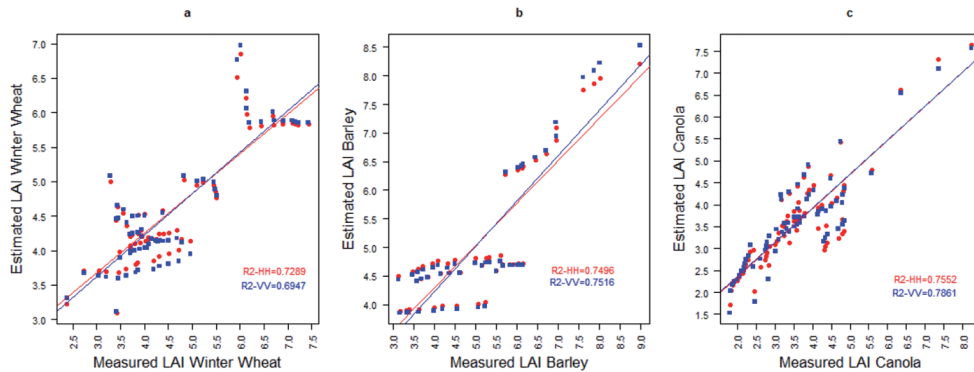 a
b
c
Estimated LAI Winter Wheat
7.0
6.5
6.0
5.5
5.0
4.5
4.0
3.5
3.0
R2-HH=0.7289
R2-VV=0.6947
2.5 3.0 3.5 4.0 4.5 5.0 5.5 6.0 6.5 7.0 7.5
Measured LAI Winter Wheat
Estimated LAI Barley
8.5
8.0
7.5
7.0
6.5
6.0
5.5
5.0
4.5
4.0
R2-HH=0.7496
R2-VV=0.7516
3.0 3.5 4.0 4.5 5.0 5.5 6.0 6.5 7.0 7.5 8.0 8.5 9.0
Measured LAI Barley
Estimated LAI Canola
7.5
7.0
6.5
6.0
5.5
5.0
4.5
4.0
3.5
3.0
2.5
2.0
1.5
R2-HH=0.7552
R2-VV=0.7861
2.0 2.5 3.0 3.5 4.0 4.5 5.0 5.5 6.0 6.5 7.0 7.5 8.0
Measured LAI Canola